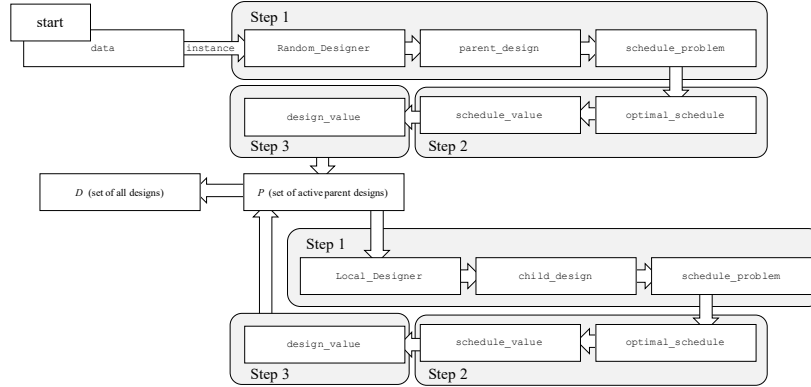 start
Step 1
data
instance
Random_Designer
parent_design
schedule_problem
design_value
schedule_value
optimal_schedule
Step 3
Step 2
D (set of all designs)
P (set of active parent designs)
Step 1
Local_Designer
child_design
schedule_problem
design_value
schedule_value
optimal_schedule
Step 3
Step 2